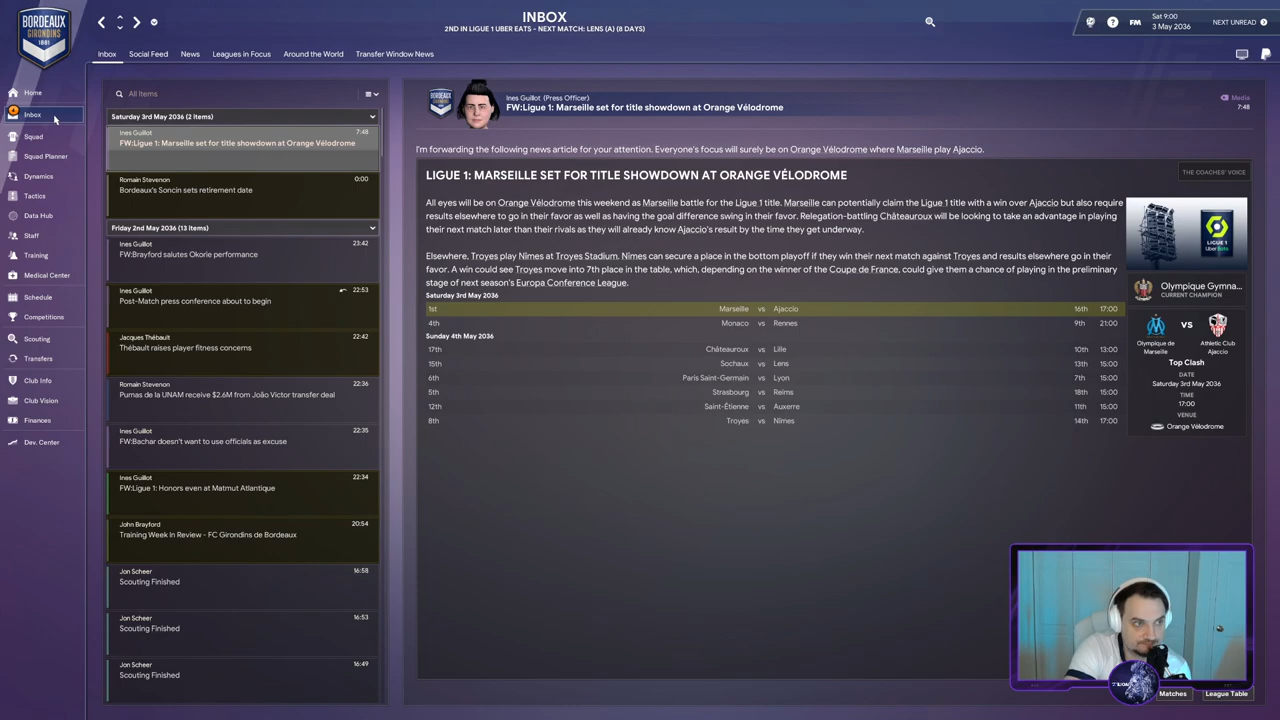 BORDEAUX
GIRONDINS
1881
INBOX
2ND IN LIGUE 1 UBER EATS - NEXT MATCH: LENS (A) (8 DAYS)
FM
Sat 9:00
3 May 2036
NEXT UNREAD
Inbox
Social Feed
News
Leagues in Focus
Around the World
Transfer Window News
Home
Inbox
Squad
Squad Planner
Dynamics
Tactics
Data Hub
Staff
Training
Medical Center
Schedule
Competitions
Scouting
Transfers
Club Info
Club Vision
Finances
Dev. Center
All Items
Saturday 3rd May 2036 (2 items)
Ines Guillot 7:48
FW:Ligue 1: Marseille set for title showdown at Orange Vélodrome
Romain Stevenon 0:00
Bordeaux's Soncin sets retirement date
Friday 2nd May 2036 (13 items)
Ines Guillot 23:42
FW:Brayford salutes Okorie performance
Ines Guillot 22:53
Post-Match press conference about to begin
Jacques Thébault 22:42
Thébault raises player fitness concerns
Romain Stevenon 22:36
Pumas de la UNAM receive $2.6M from João Victor transfer deal
Ines Guillot 22:35
FW:Bachar doesn't want to use officials as excuse
Ines Guillot 22:34
FW:Ligue 1: Honors even at Matmut Atlantique
John Brayford 20:54
Training Week In Review - FC Girondins de Bordeaux
Jon Scheer 16:58
Scouting Finished
Jon Scheer 16:53
Scouting Finished
Jon Scheer 16:49
Scouting Finished
Ines Guillot (Press Officer)
FW:Ligue 1: Marseille set for title showdown at Orange Vélodrome
Media
7:48
I'm forwarding the following news article for your attention. Everyone's focus will surely be on Orange Vélodrome where Marseille play Ajaccio.
LIGUE 1: MARSEILLE SET FOR TITLE SHOWDOWN AT ORANGE VÉLODROME
THE COACHES' VOICE
All eyes will be on Orange Vélodrome this weekend as Marseille battle for the Ligue 1 title. Marseille can potentially claim the Ligue 1 title with a win over Ajaccio but also require
results elsewhere to go in their favor as well as having the goal difference swing in their favor. Relegation-battling Châteauroux will be looking to take an advantage in playing
their next match later than their rivals as they will already know Ajaccio's result by the time they get underway.
Elsewhere, Troyes play Nîmes at Troyes Stadium. Nîmes can secure a place in the bottom playoff if they win their next match against Troyes and results elsewhere go in their
favor. A win could see Troyes move into 7th place in the table, which, depending on the winner of the Coupe de France, could give them a chance of playing in the preliminary
stage of next season's Europa Conference League.
Saturday 3rd May 2036
1st Marseille vs Ajaccio 16th 17:00
4th Monaco vs Rennes 9th 21:00
Sunday 4th May 2036
17th Châteauroux vs Lille 10th 13:00
15th Sochaux vs Lens 13th 15:00
6th Paris Saint-Germain vs Lyon 7th 15:00
5th Strasbourg vs Reims 18th 15:00
12th Saint-Étienne vs Auxerre 11th 15:00
8th Troyes vs Nîmes 14th 17:00
LIGUE 1
Uber Eats
Olympique Gymna...
CURRENT CHAMPION
VS
Olympique de
Marseille
Athletic Club
Ajaccio
Top Clash
DATE
Saturday 3rd May 2036
TIME
17:00
VENUE
Orange Vélodrome
Matches
League Table